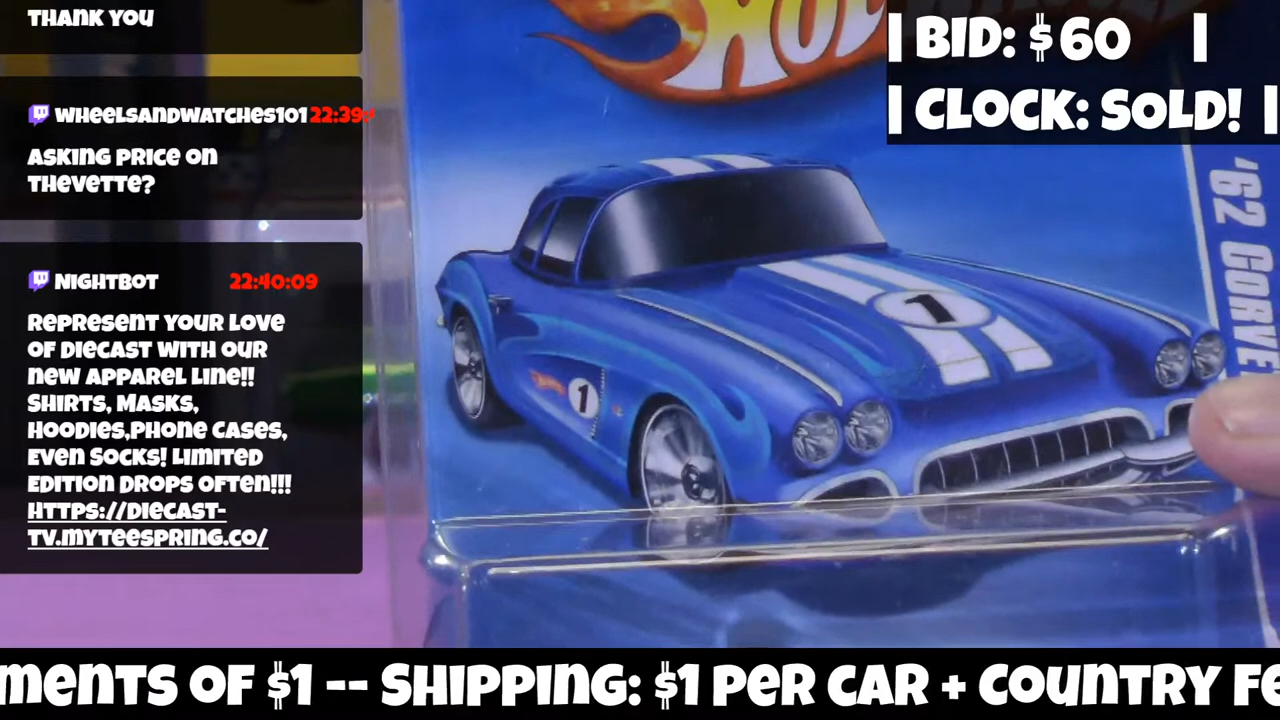 THANK YOU
WHEELSANDWATCHES101 22:39
ASKING PRICE ON
THEVETTE?
NIGHTBOT 22:40:09
REPRESENT YOUR LOVE
OF DIECAST WITH OUR
NEW APPAREL LINE!!
SHIRTS, MASKS,
HOODIES,PHONE CASES,
EVEN SOCKS! LIMITED
EDITION DROPS OFTEN!!!
HTTPS://DIECAST-
TV.MYTEESPRING.CO/
| BID: $60 |
| CLOCK: SOLD! |
'62 CORVE
1
1
MENTS OF $1 -- SHIPPING: $1 PER CAR + COUNTRY FE